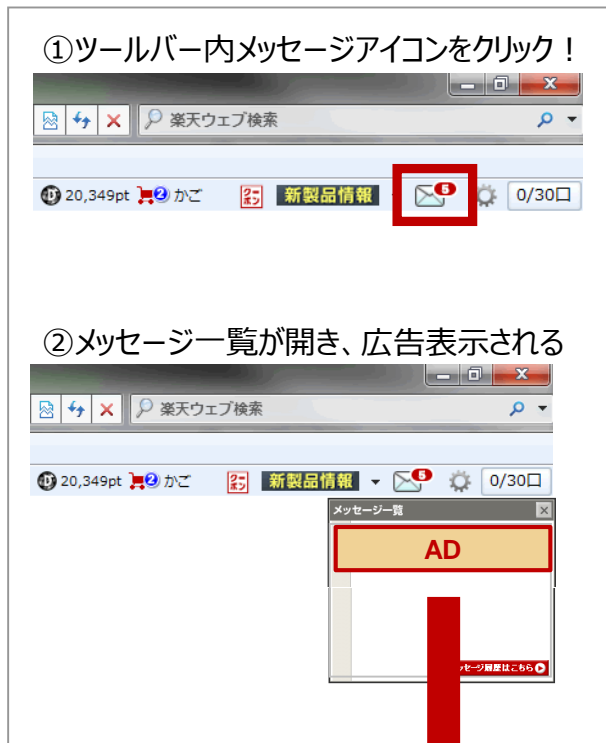 ①ツールバー内メッセージアイコンをクリック！
楽天ウェブ検索
20,349pt 2 かご クーポン 新製品情報 5 0/30口
②メッセージ一覧が開き、広告表示される
楽天ウェブ検索
20,349pt 2 かご クーポン 新製品情報 5 0/30口
メッセージ一覧
AD
セージ履歴はこちら